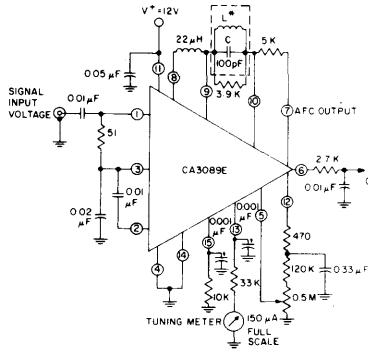 V+=12V
L*
22μH
C
100pF
5K
0.05μF
11
8
9
3.9K
10
SIGNAL
INPUT
VOLTAGE
0.01μF
1
7
AFC OUTPUT
51
3
CA3089E
6
2.7K
0.01
μF
0.01μF
0.02
μF
2
0.001
μF
0.001
μF
5
12
15
13
470
4
14
120K
0.33μF
10K
33K
0.5M
TUNING METER
150μA
FULL
SCALE